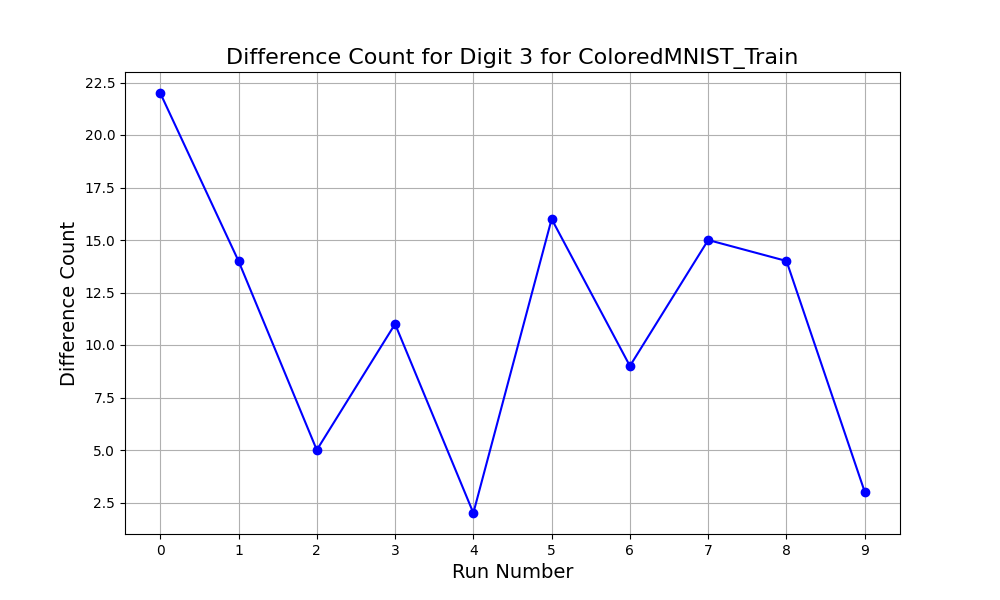 Difference Count for Digit 3 for ColoredMNIST_Train
Difference Count
22.5
20.0
17.5
15.0
12.5
10.0
7.5
5.0
2.5
0 1 2 3 4 5 6 7 8 9
Run Number